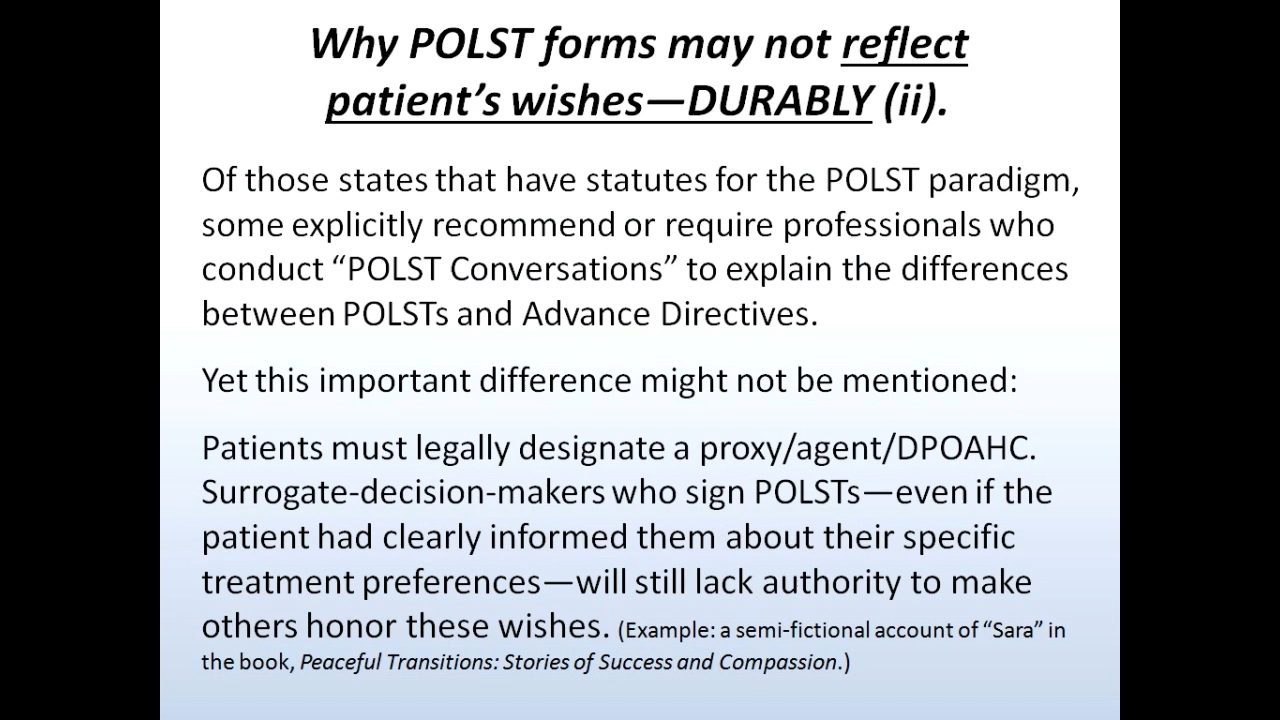 Why POLST forms may not reflect
patient’s wishes—DURABLY (ii).
Of those states that have statutes for the POLST paradigm,
some explicitly recommend or require professionals who
conduct “POLST Conversations” to explain the differences
between POLSTs and Advance Directives.
Yet this important difference might not be mentioned:
Patients must legally designate a proxy/agent/DPOAHC.
Surrogate-decision-makers who sign POLSTs—even if the
patient had clearly informed them about their specific
treatment preferences—will still lack authority to make
others honor these wishes. (Example: a semi-fictional account of “Sara” in
the book, Peaceful Transitions: Stories of Success and Compassion.)